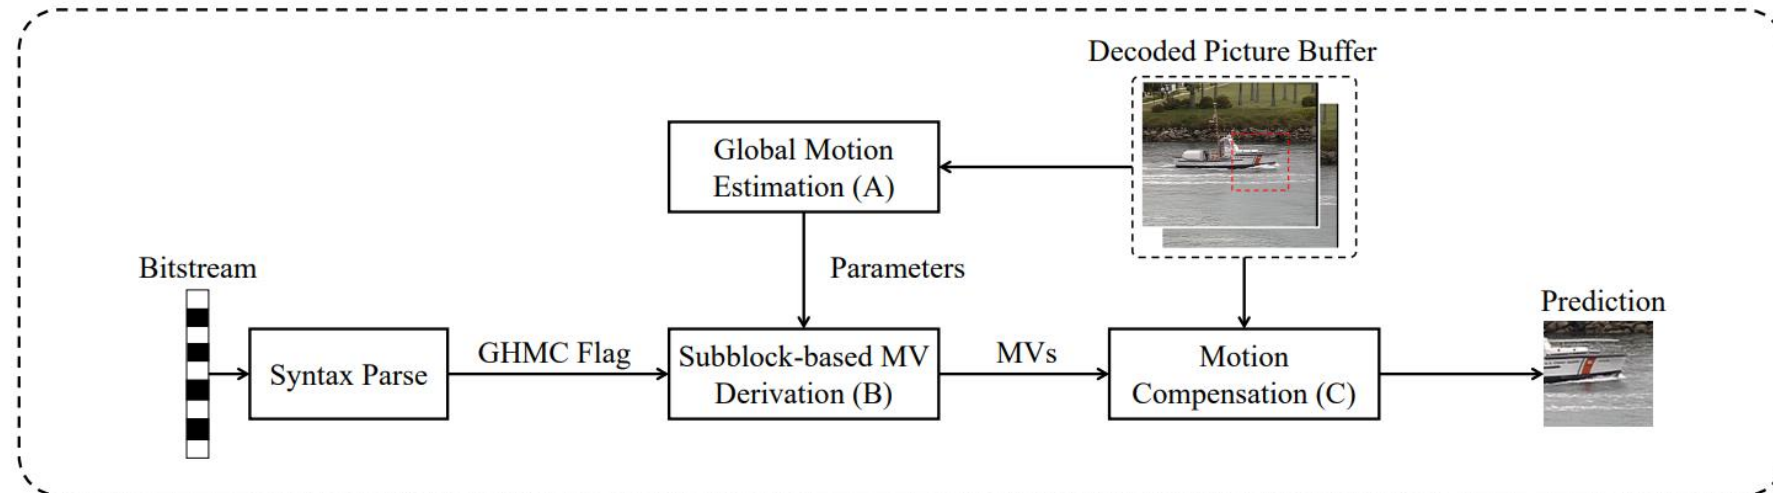 Decoded Picture Buffer
Global Motion
Estimation (A)
Bitstream
Parameters
Prediction
Syntax Parse
GHMC Flag
Subblock-based MV
Derivation (B)
MVs
Motion
Compensation (C)